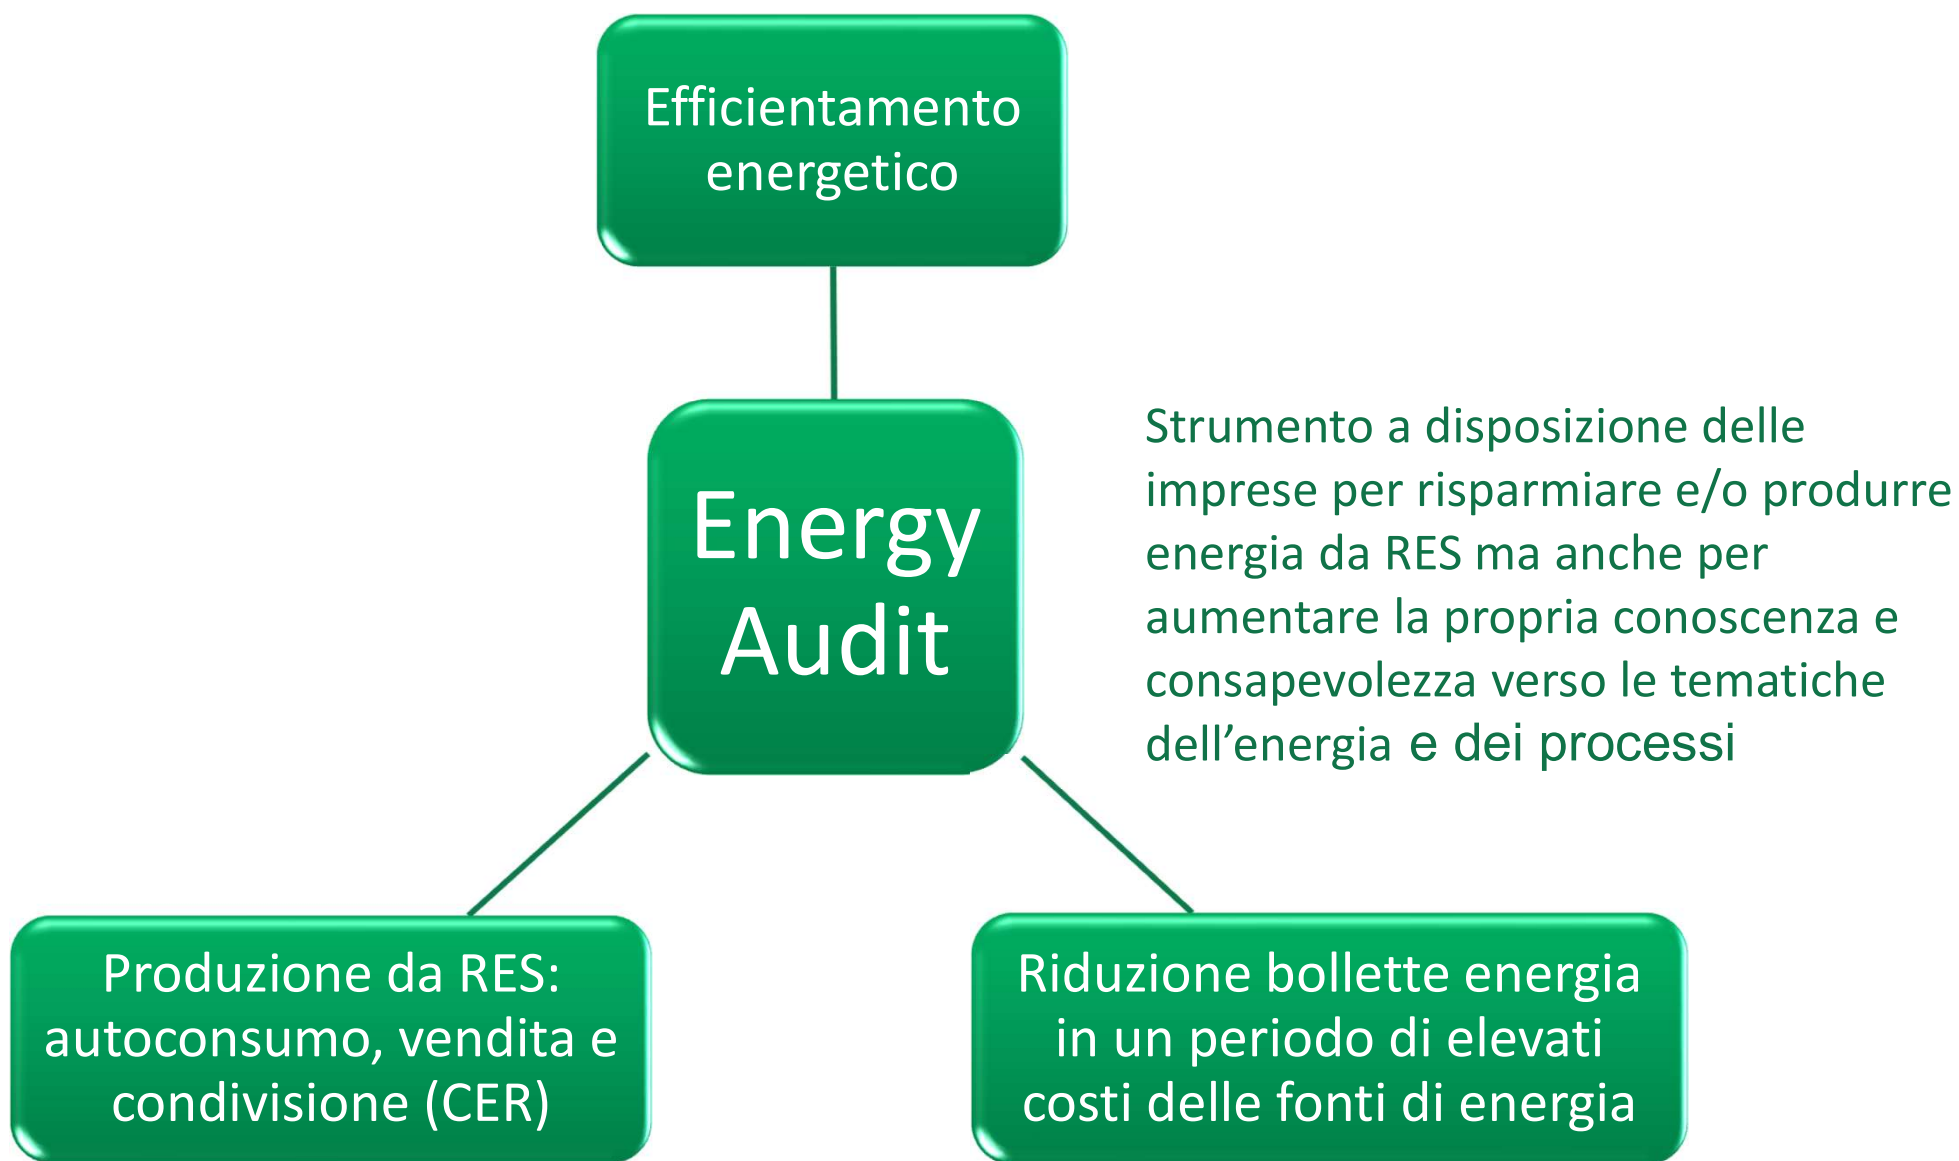 Efficientamento
energetico
Energy
Audit
Strumento a disposizione delle
imprese per risparmiare e/o produrre
energia da RES ma anche per
aumentare la propria conoscenza e
consapevolezza verso le tematiche
dell’energia e dei processi
Produzione da RES:
autoconsumo, vendita e
condivisione (CER)
Riduzione bollette energia
in un periodo di elevati
costi delle fonti di energia